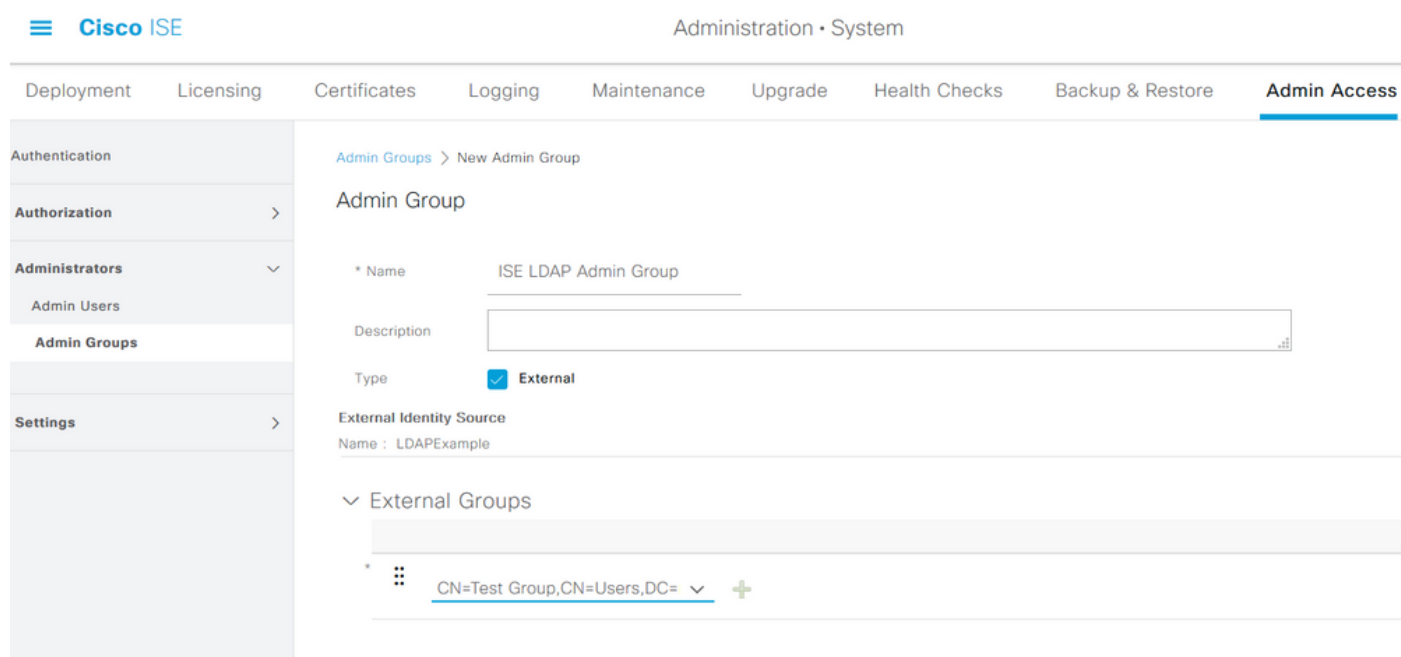 Cisco ISE
Administration • System
Deployment Licensing Certificates Logging Maintenance Upgrade Health Checks Backup & Restore Admin Access
Authentication
Authorization
Administrators
Admin Users
Admin Groups
Settings
Admin Groups > New Admin Group
Admin Group
* Name ISE LDAP Admin Group
Description
Type External
External Identity Source
Name : LDAPExample
External Groups
* CN=Test Group,CN=Users,DC=